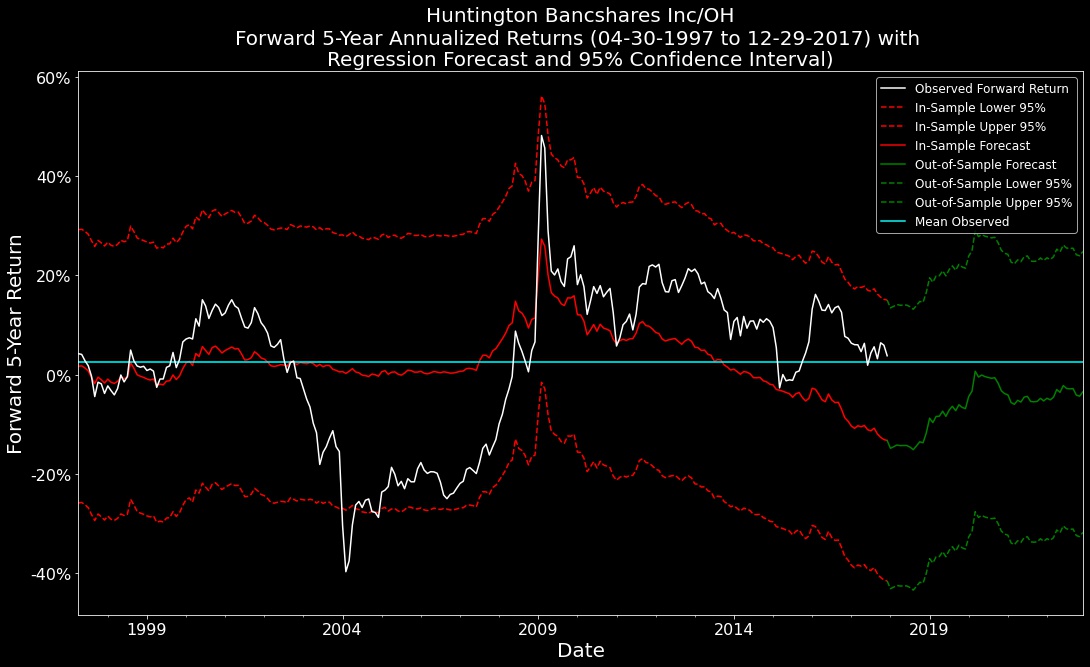 Huntington Bancshares Inc/OH
Forward 5-Year Annualized Returns (04-30-1997 to 12-29-2017) with
Regression Forecast and 95% Confidence Interval)
Forward 5-Year Return
60%
40%
20%
0%
-20%
-40%
Observed Forward Return
In-Sample Lower 95%
In-Sample Upper 95%
In-Sample Forecast
Out-of-Sample Forecast
Out-of-Sample Lower 95%
Out-of-Sample Upper 95%
Mean Observed
1999
2004
2009
2014
2019
Date